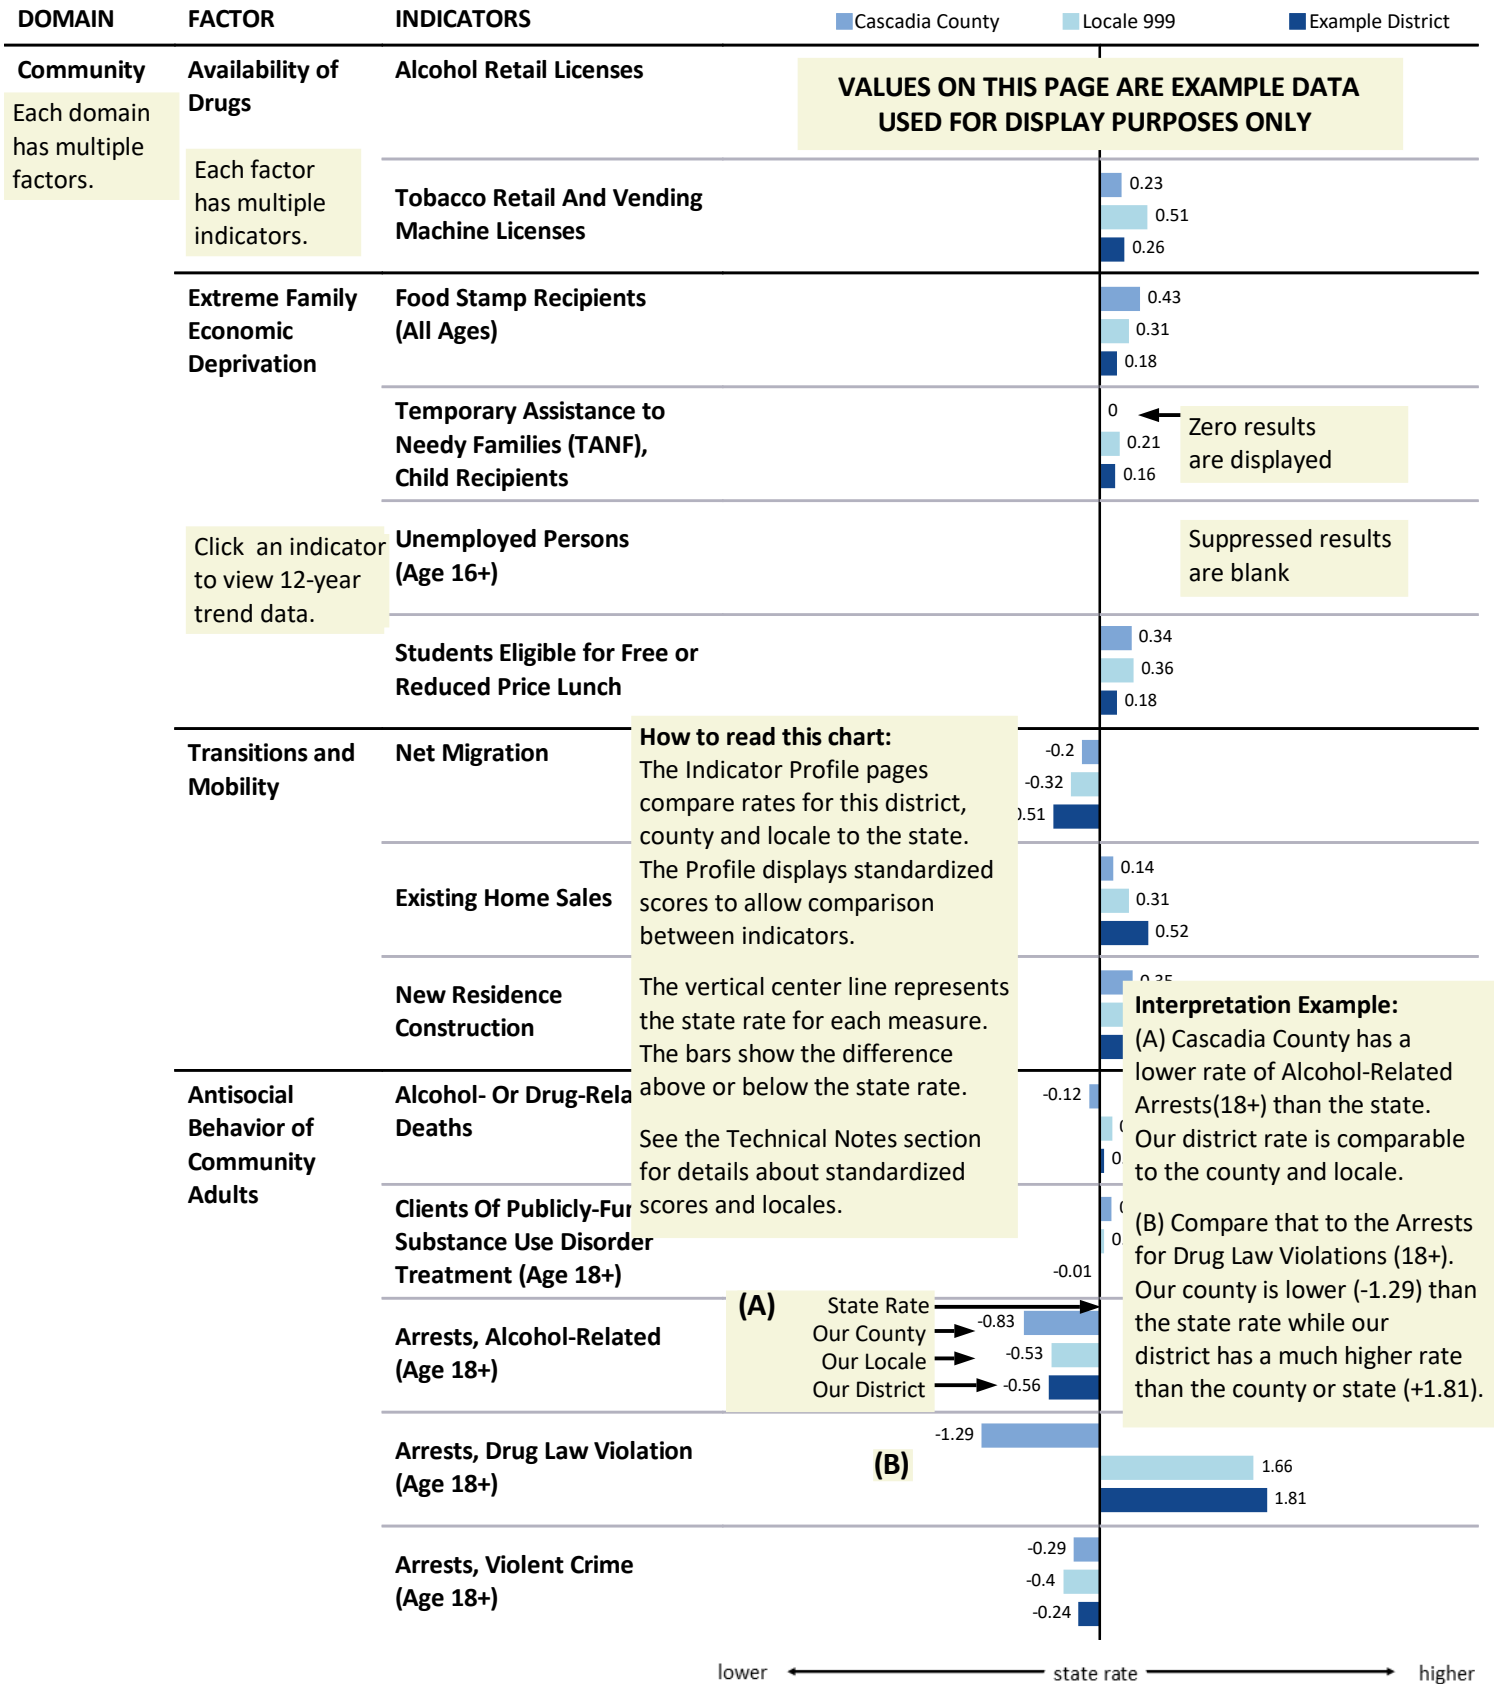 DOMAIN FACTOR INDICATORS Cascadia County Locale 999 Example District
Community
Each domain
has multiple
factors.
Availability of
Drugs
Each factor
has multiple
indicators.
Alcohol Retail Licenses
VALUES ON THIS PAGE ARE EXAMPLE DATA
USED FOR DISPLAY PURPOSES ONLY
Tobacco Retail And Vending
Machine Licenses
0.23
0.51
0.26
Extreme Family
Economic
Deprivation
Food Stamp Recipients
(All Ages)
0.43
0.31
0.18
Temporary Assistance to
Needy Families (TANF),
Child Recipients
0
0.21
0.16
Zero results
are displayed
Click an indicator
to view 12-year
trend data.
Unemployed Persons
(Age 16+)
Suppressed results
are blank
Students Eligible for Free or
Reduced Price Lunch
0.34
0.36
0.18
Transitions and
Mobility
Net Migration
-0.2
-0.32
.51
How to read this chart:
The Indicator Profile pages
compare rates for this district,
county and locale to the state.
The Profile displays standardized
scores to allow comparison
between indicators.
The vertical center line represents
the state rate for each measure.
The bars show the difference
above or below the state rate.
See the Technical Notes section
for details about standardized
scores and locales.
Existing Home Sales
0.14
0.31
0.52
New Residence
Construction
Interpretation Example:
(A) Cascadia County has a
lower rate of Alcohol-Related
Arrests(18+) than the state.
Our district rate is comparable
to the county and locale.
(B) Compare that to the Arrests
for Drug Law Violations (18+).
Our county is lower (-1.29) than
the state rate while our
district has a much higher rate
than the county or state (+1.81).
Antisocial
Behavior of
Community
Adults
Alcohol- Or Drug-Rela
Deaths
-0.12
0.
Clients Of Publicly-Fu
Substance Use Disorder
Treatment (Age 18+)
0.
-0.01
Arrests, Alcohol-Related
(Age 18+)
(A) State Rate
Our County -0.83
Our Locale -0.53
Our District -0.56
Arrests, Drug Law Violation
(Age 18+)
-1.29
(B)
1.66
1.81
Arrests, Violent Crime
(Age 18+)
-0.29
-0.4
-0.24
lower state rate higher